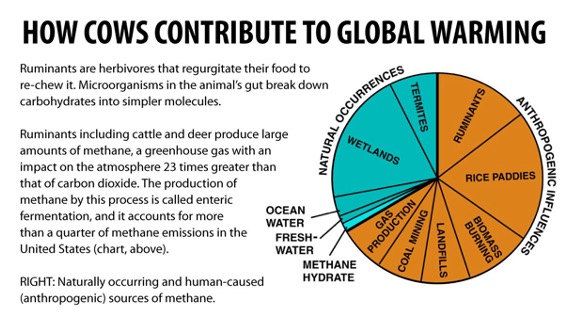 HOW COWS CONTRIBUTE TO GLOBAL WARMING
Ruminants are herbivores that regurgitate their food to
re-chew it. Microorganisms in the animal's gut break down
carbohydrates into simpler molecules.
Ruminants including cattle and deer produce large
amounts of methane, a greenhouse gas with an
impact on the atmosphere 23 times greater than
that of carbon dioxide. The production of
methane by this process is called enteric
fermentation, and it accounts for more
than a quarter of methane emissions in the
United States (chart, above).
RIGHT: Naturally occurring and human-caused
(anthropogenic) sources of methane.
NATURAL OCCURRENCES
TERMITES
WETLANDS
OCEAN
WATER
FRESH-
WATER
METHANE
HYDRATE
ANTHROPOGENIC INFLUENCES
RUMINANTS
RICE PADDIES
BIOMASS
BURNING
LANDFILLS
COAL MINING
GAS
PRODUCTION